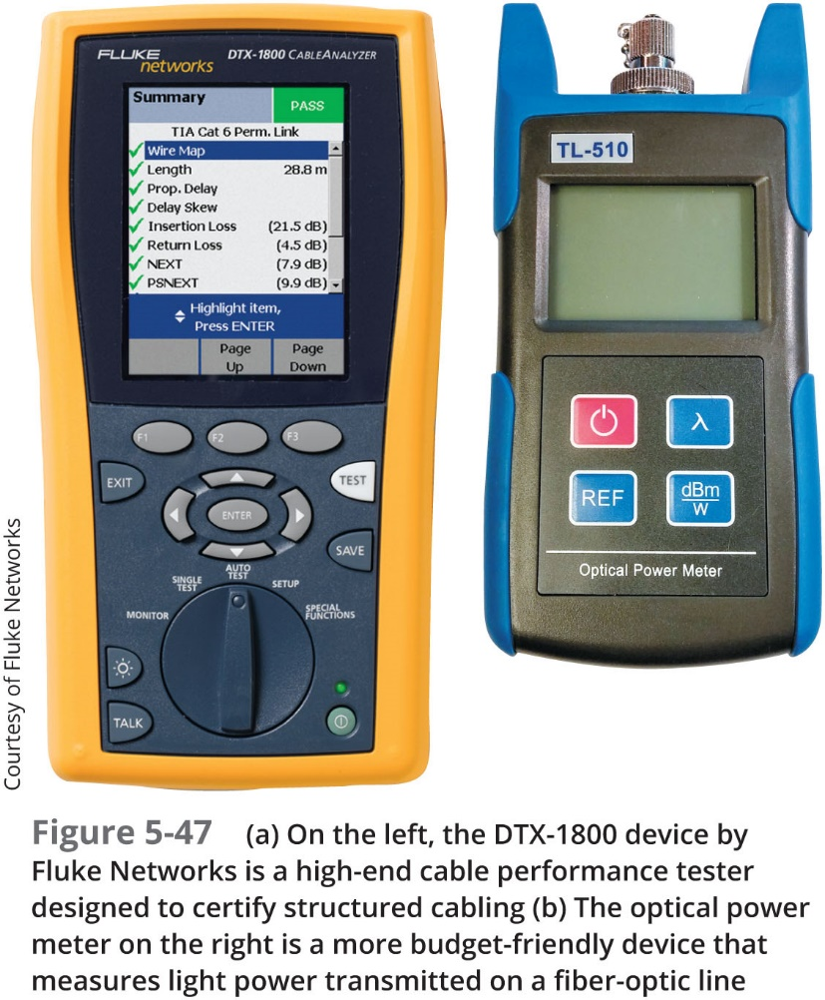 FLUKE networks DTX-1800 CABLEANALYZER
Summary PASS
TIA Cat 6 Perm. Link
Wire Map
Length 28.8 m
Prop. Delay
Delay Skew
Insertion Loss (21.5 dB)
Return Loss (4.5 dB)
NEXT (7.9 dB)
PSNEXT (9.9 dB)
Highlight item,
Press ENTER
Page Up
Page Down
F1 F2 F3
EXIT
TEST
ENTER
SAVE
AUTO TEST
SINGLE TEST
SETUP
MONITOR
SPECIAL FUNCTIONS
TALK
TL-510
λ
REF
dBm
W
Optical Power Meter
Courtesy of Fluke Networks
Figure 5-47 (a) On the left, the DTX-1800 device by
Fluke Networks is a high-end cable performance tester
designed to certify structured cabling (b) The optical power
meter on the right is a more budget-friendly device that
measures light power transmitted on a fiber-optic line